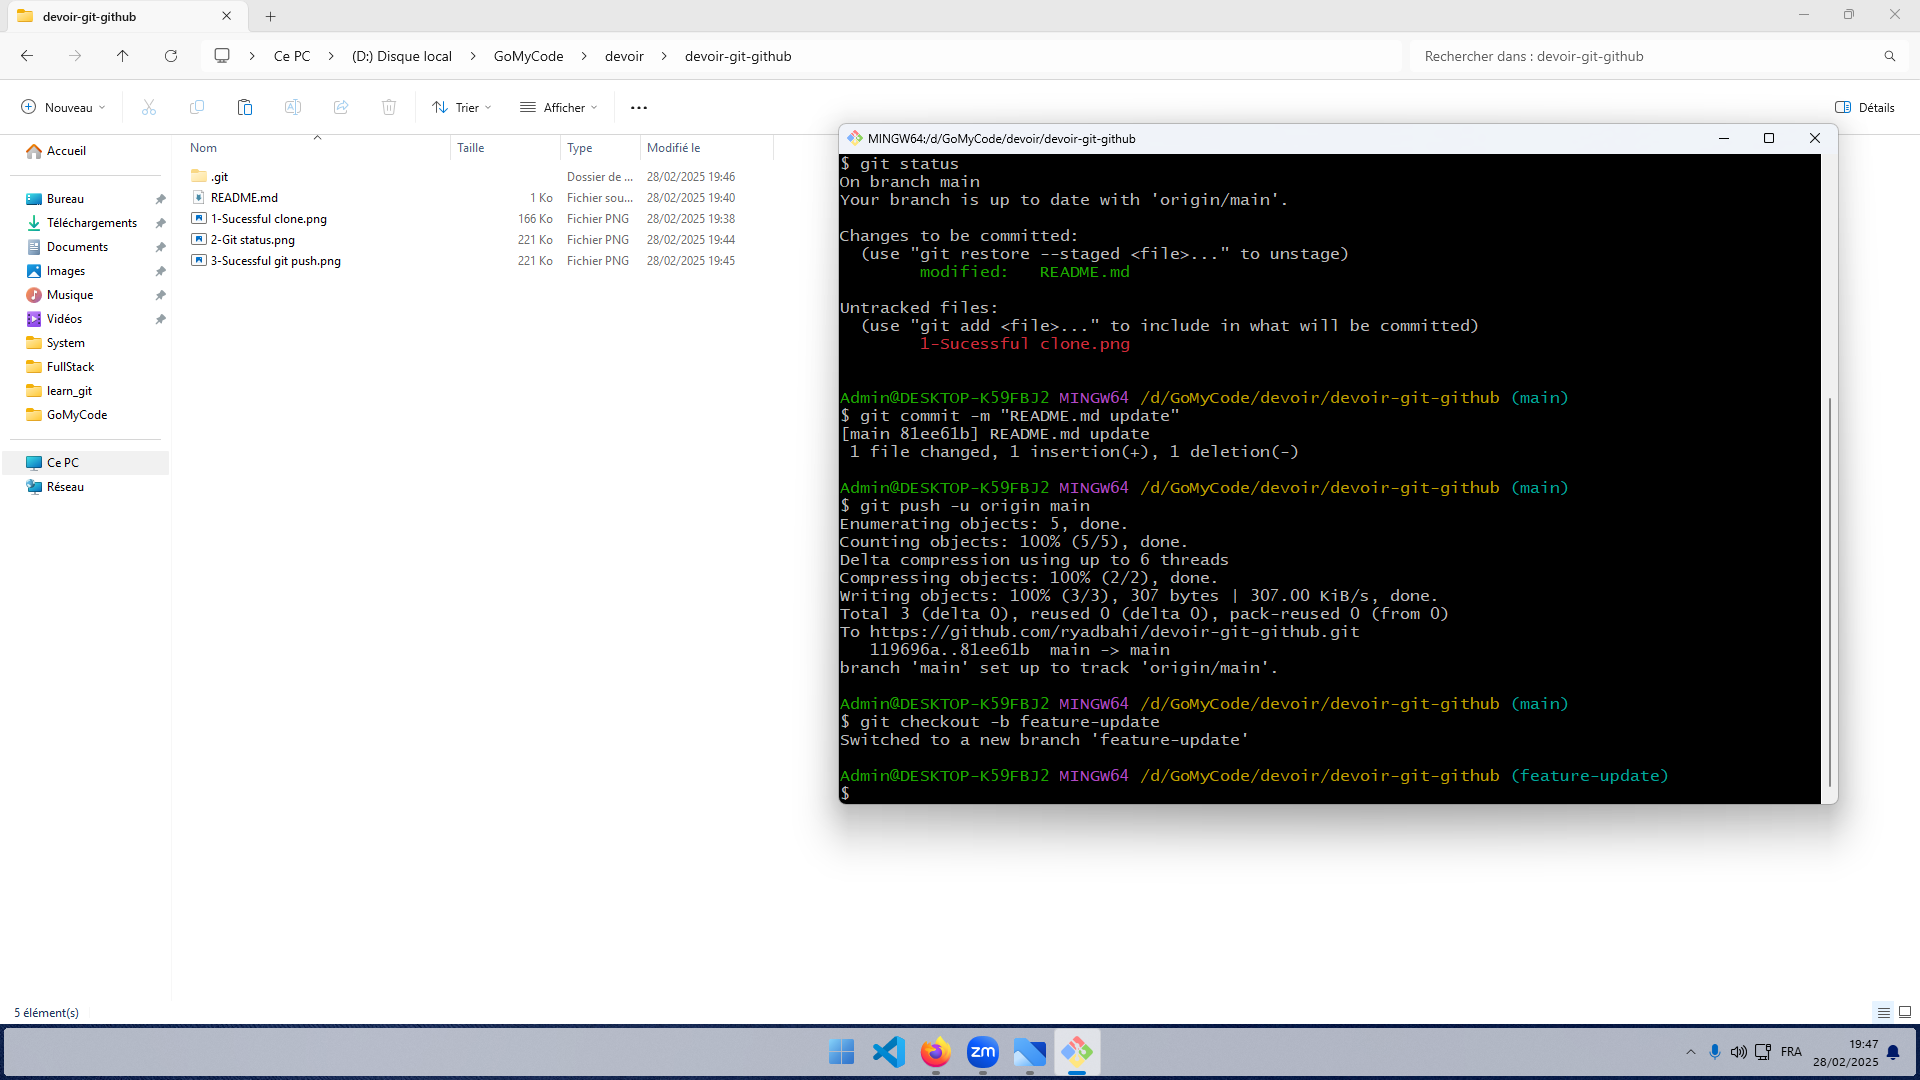 devoir-git-github
Ce PC
(D:) Disque local
GoMyCode
devoir
devoir-git-github
Rechercher dans : devoir-git-github
Nouveau
Trier
Afficher
Détails
Accueil
Bureau
Téléchargements
Documents
Images
Musique
Vidéos
System
FullStack
learn_git
GoMyCode
Ce PC
Réseau
Nom Taille Type Modifié le
.git Dossier de ... 28/02/2025 19:46
README.md 1 Ko Fichier sou... 28/02/2025 19:40
1-Sucessful clone.png 166 Ko Fichier PNG 28/02/2025 19:38
2-Git status.png 221 Ko Fichier PNG 28/02/2025 19:44
3-Sucessful git push.png 221 Ko Fichier PNG 28/02/2025 19:45
MINGW64:/d/GoMyCode/devoir/devoir-git-github
$ git status
On branch main
Your branch is up to date with 'origin/main'.
Changes to be committed:
(use "git restore --staged <file>..." to unstage)
modified: README.md
Untracked files:
(use "git add <file>..." to include in what will be committed)
1-Sucessful clone.png
Admin@DESKTOP-K59FBJ2 MINGW64 /d/GoMyCode/devoir/devoir-git-github (main)
$ git commit -m "README.md update"
[main 81ee61b] README.md update
1 file changed, 1 insertion(+), 1 deletion(-)
Admin@DESKTOP-K59FBJ2 MINGW64 /d/GoMyCode/devoir/devoir-git-github (main)
$ git push -u origin main
Enumerating objects: 5, done.
Counting objects: 100% (5/5), done.
Delta compression using up to 6 threads
Compressing objects: 100% (2/2), done.
Writing objects: 100% (3/3), 307 bytes | 307.00 KiB/s, done.
Total 3 (delta 0), reused 0 (delta 0), pack-reused 0 (from 0)
To https://github.com/ryadbahi/devoir-git-github.git
119696a..81ee61b main -> main
branch 'main' set up to track 'origin/main'.
Admin@DESKTOP-K59FBJ2 MINGW64 /d/GoMyCode/devoir/devoir-git-github (main)
$ git checkout -b feature-update
Switched to a new branch 'feature-update'
Admin@DESKTOP-K59FBJ2 MINGW64 /d/GoMyCode/devoir/devoir-git-github (feature-update)
$
5 élément(s)
zm
FRA
19:47
28/02/2025